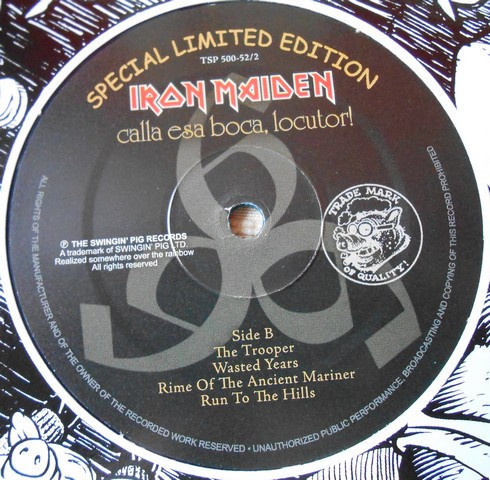 SPECIAL LIMITED EDITION
TSP 500-52/2
IRON MAIDEN
calla esa boca, locutor!
℗ THE SWINGIN' PIG RECORDS
A trademark of SWINGIN' PIG LTD.
Realized somewhere over the rainbow
All rights reserved
TRADE MARK
OF QUALITY!
Side B
The Trooper
Wasted Years
Rime Of The Ancient Mariner
Run To The Hills
ALL RIGHTS OF THE MANUFACTURER AND OF THE OWNER OF THE RECORDED WORK RESERVED • UNAUTHORIZED PUBLIC PERFORMANCE, BROADCASTING AND COPYING OF THIS RECORD PROHIBITED